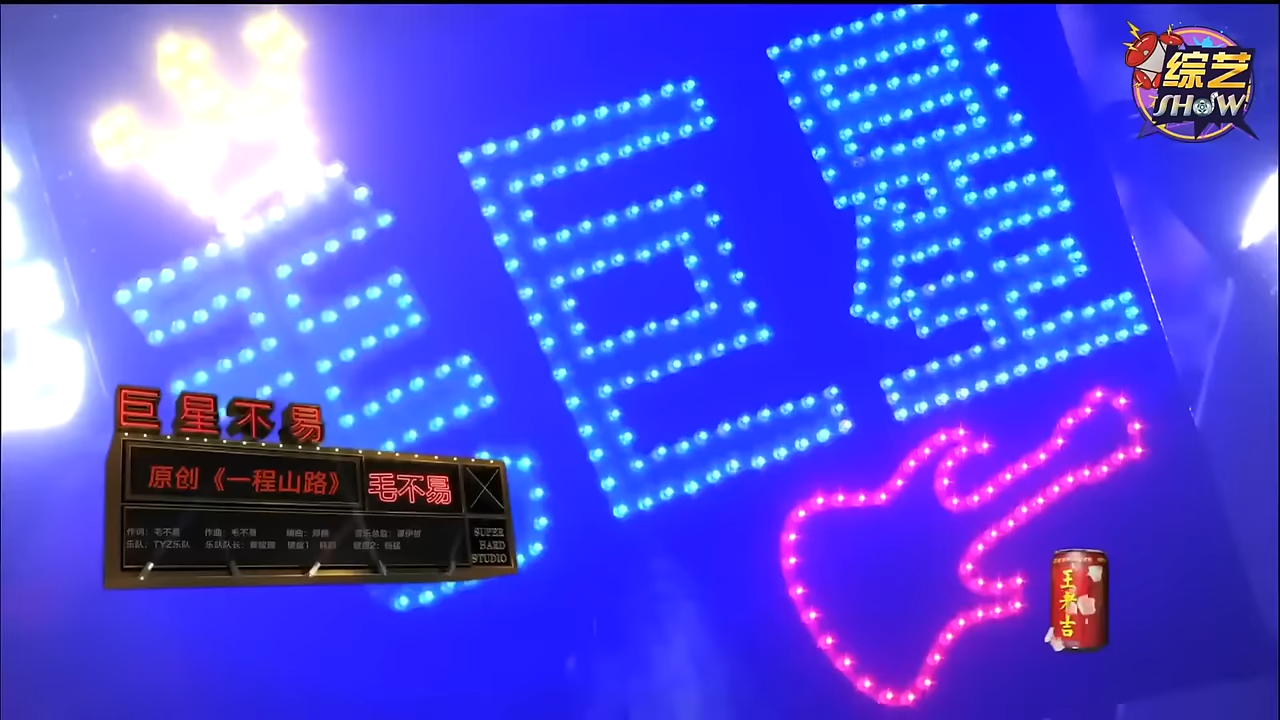 综艺
SHOW
巨星
巨星不易
原创《一程山路》
毛不易
作词：毛不易 作曲：毛不易
乐队：TYZ乐队
SUPER
HARD
STUDIO
王老吉